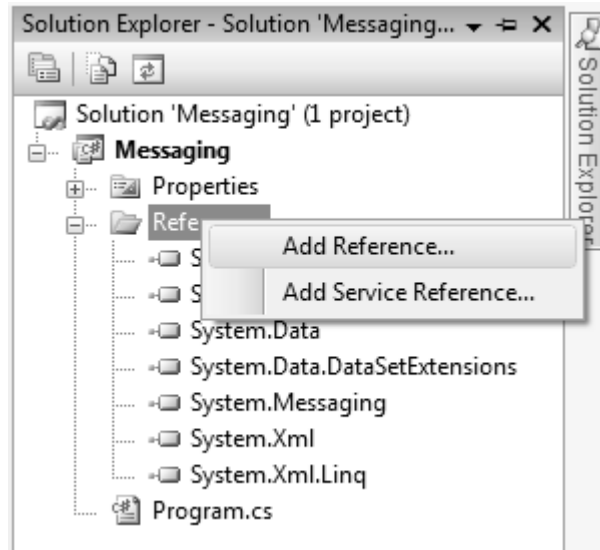 Solution Explorer - Solution 'Messaging...
Solution 'Messaging' (1 project)
Messaging
Properties
Refe
Add Reference...
S
Add Service Reference...
S
System.Data
System.Data.DataSetExtensions
System.Messaging
System.Xml
System.Xml.Linq
Program.cs
Solution Explorer